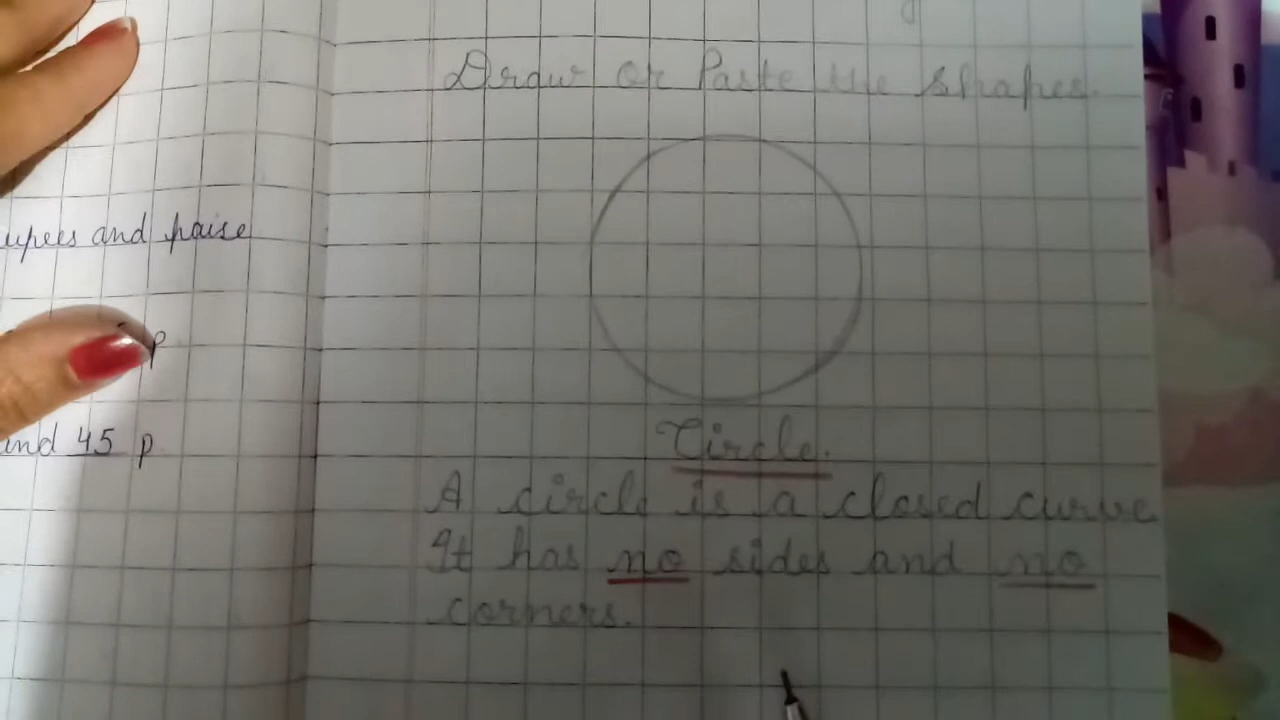 upees and paise
p
and 45 p
Draw or Paste the shapes.
Circle.
A circle is a closed curve
It has no sides and no
corners.